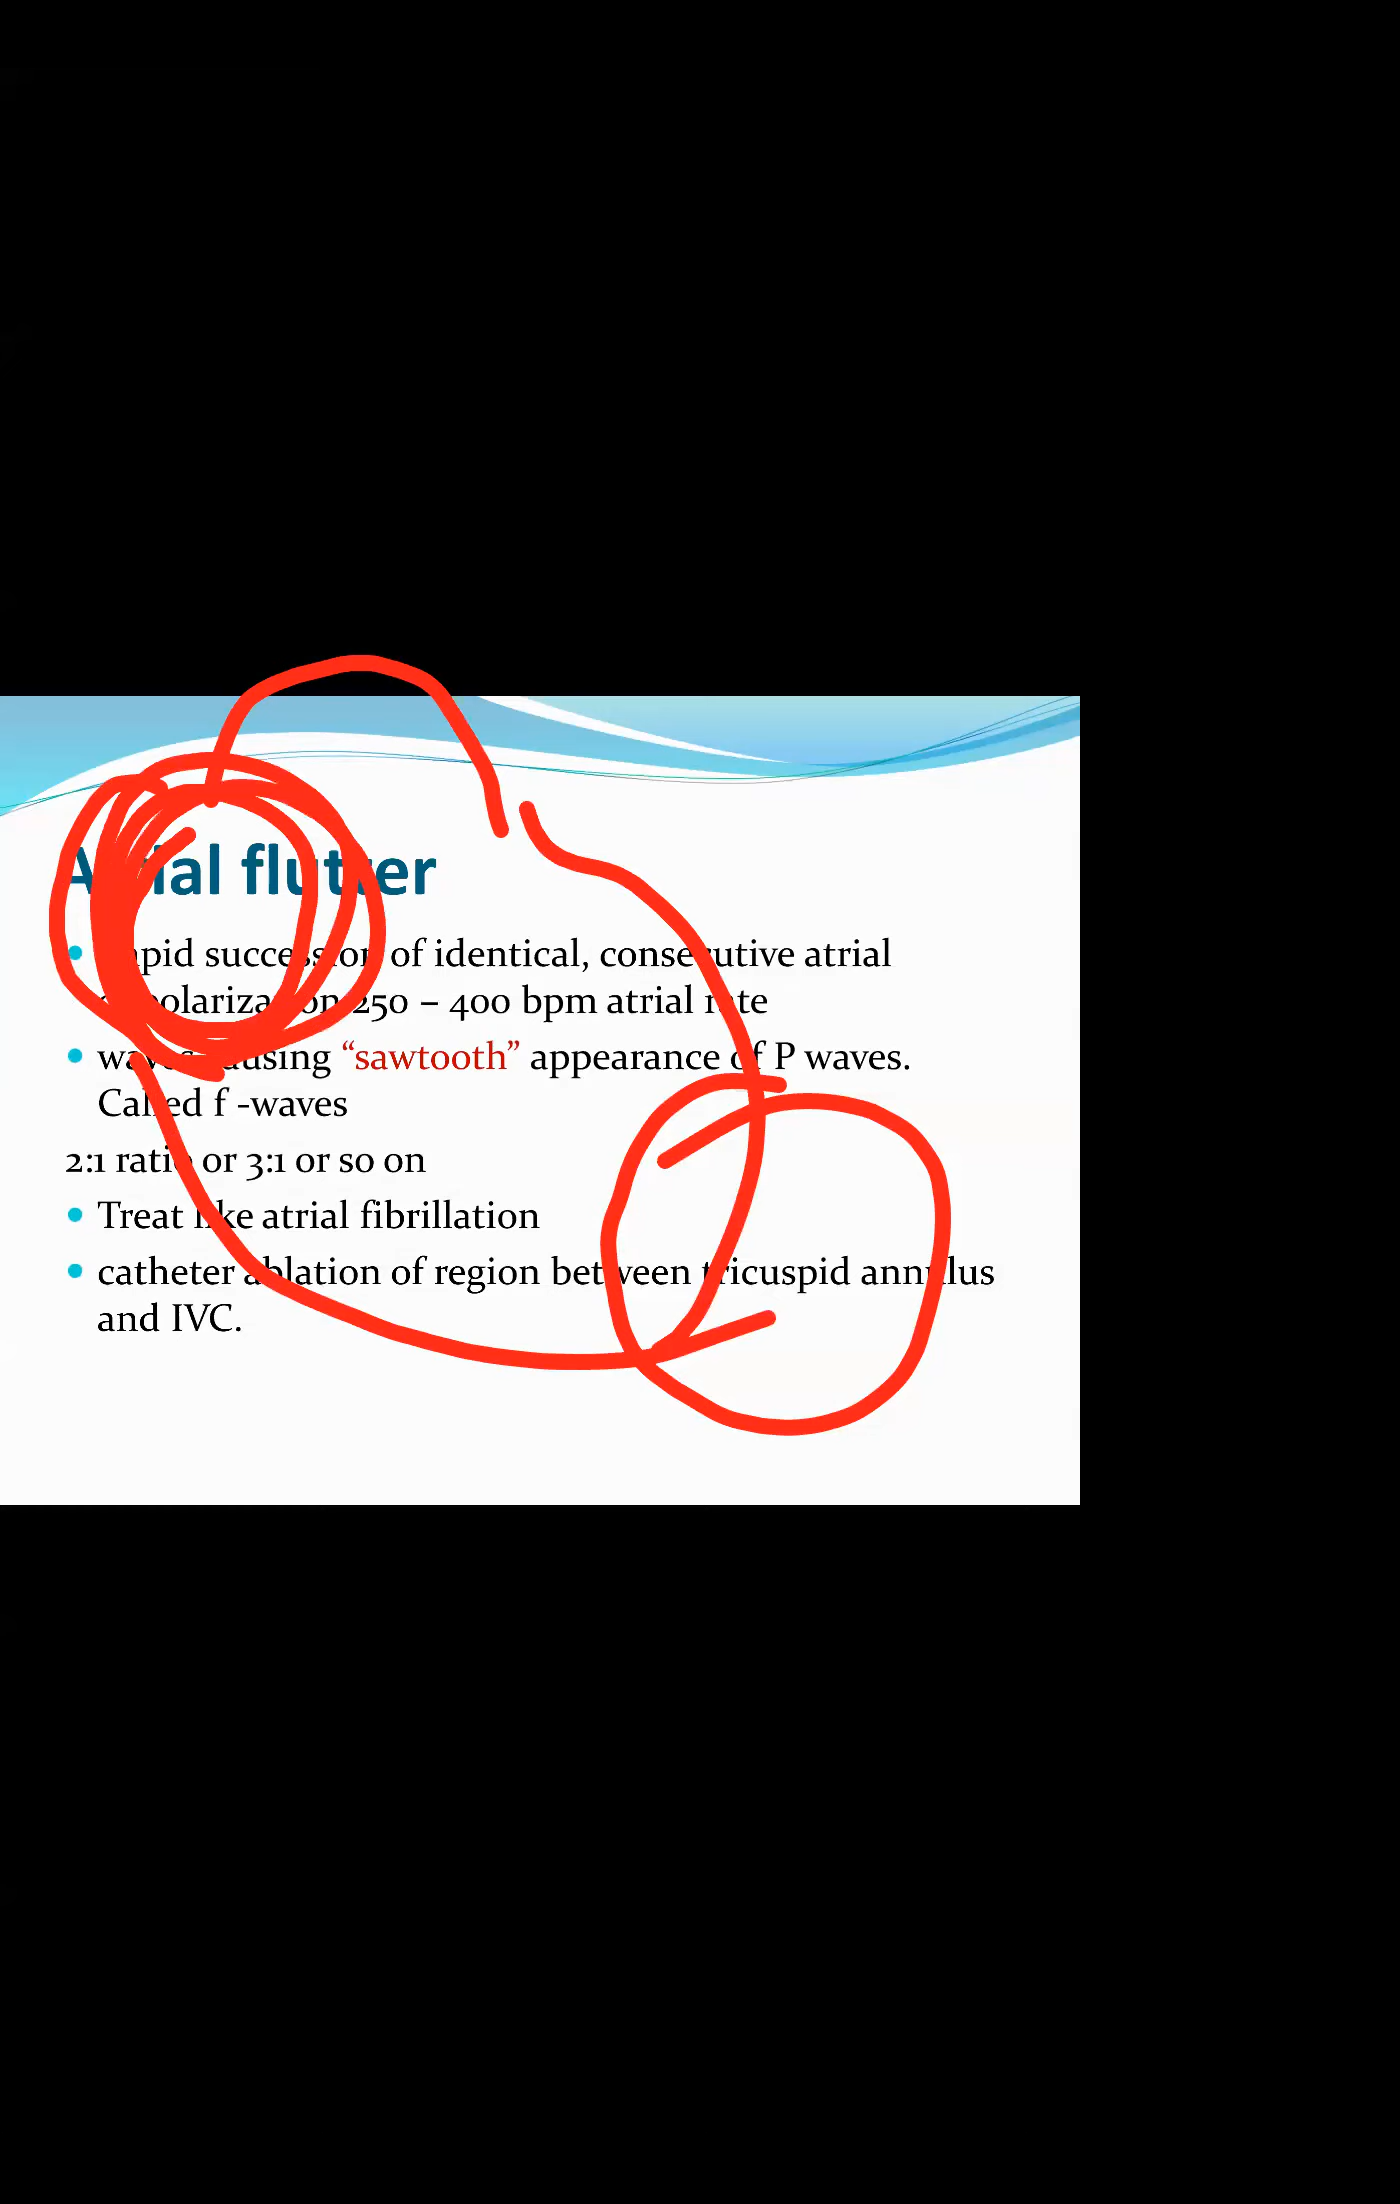 Atrial flutter
rapid succession of identical, consecutive atrial
depolarization 250 – 400 bpm atrial rate
waves causing “sawtooth” appearance of P waves.
Called f -waves
2:1 ratio or 3:1 or so on
Treat like atrial fibrillation
catheter ablation of region between tricuspid annulus
and IVC.